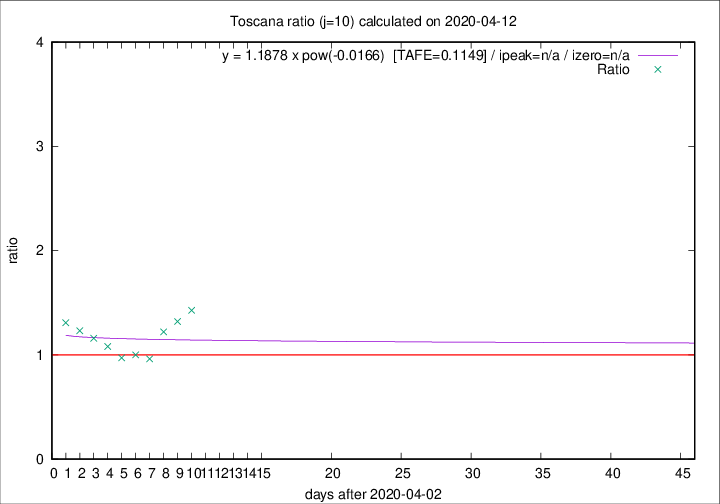 Toscana ratio (j=10) calculated on 2020-04-12
y = 1.1878 x pow(-0.0166)  [TAFE=0.1149] / ipeak=n/a / izero=n/a
Ratio
4
3
2
1
0
ratio
0 1 2 3 4 5 6 7 8 9 10 11 12 13 14 15 20 25 30 35 40 45
days after 2020-04-02